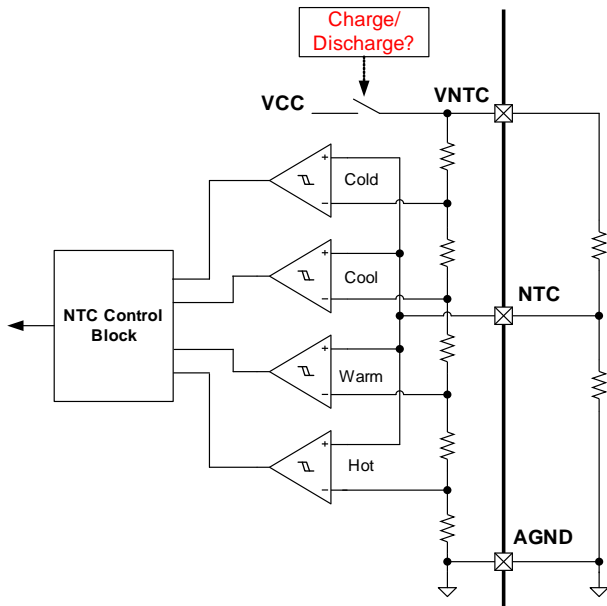 Charge/
Discharge?
VCC
VNTC
+
Cold
−
+
Cool
−
NTC
NTC Control
Block
+
Warm
−
+
Hot
−
AGND